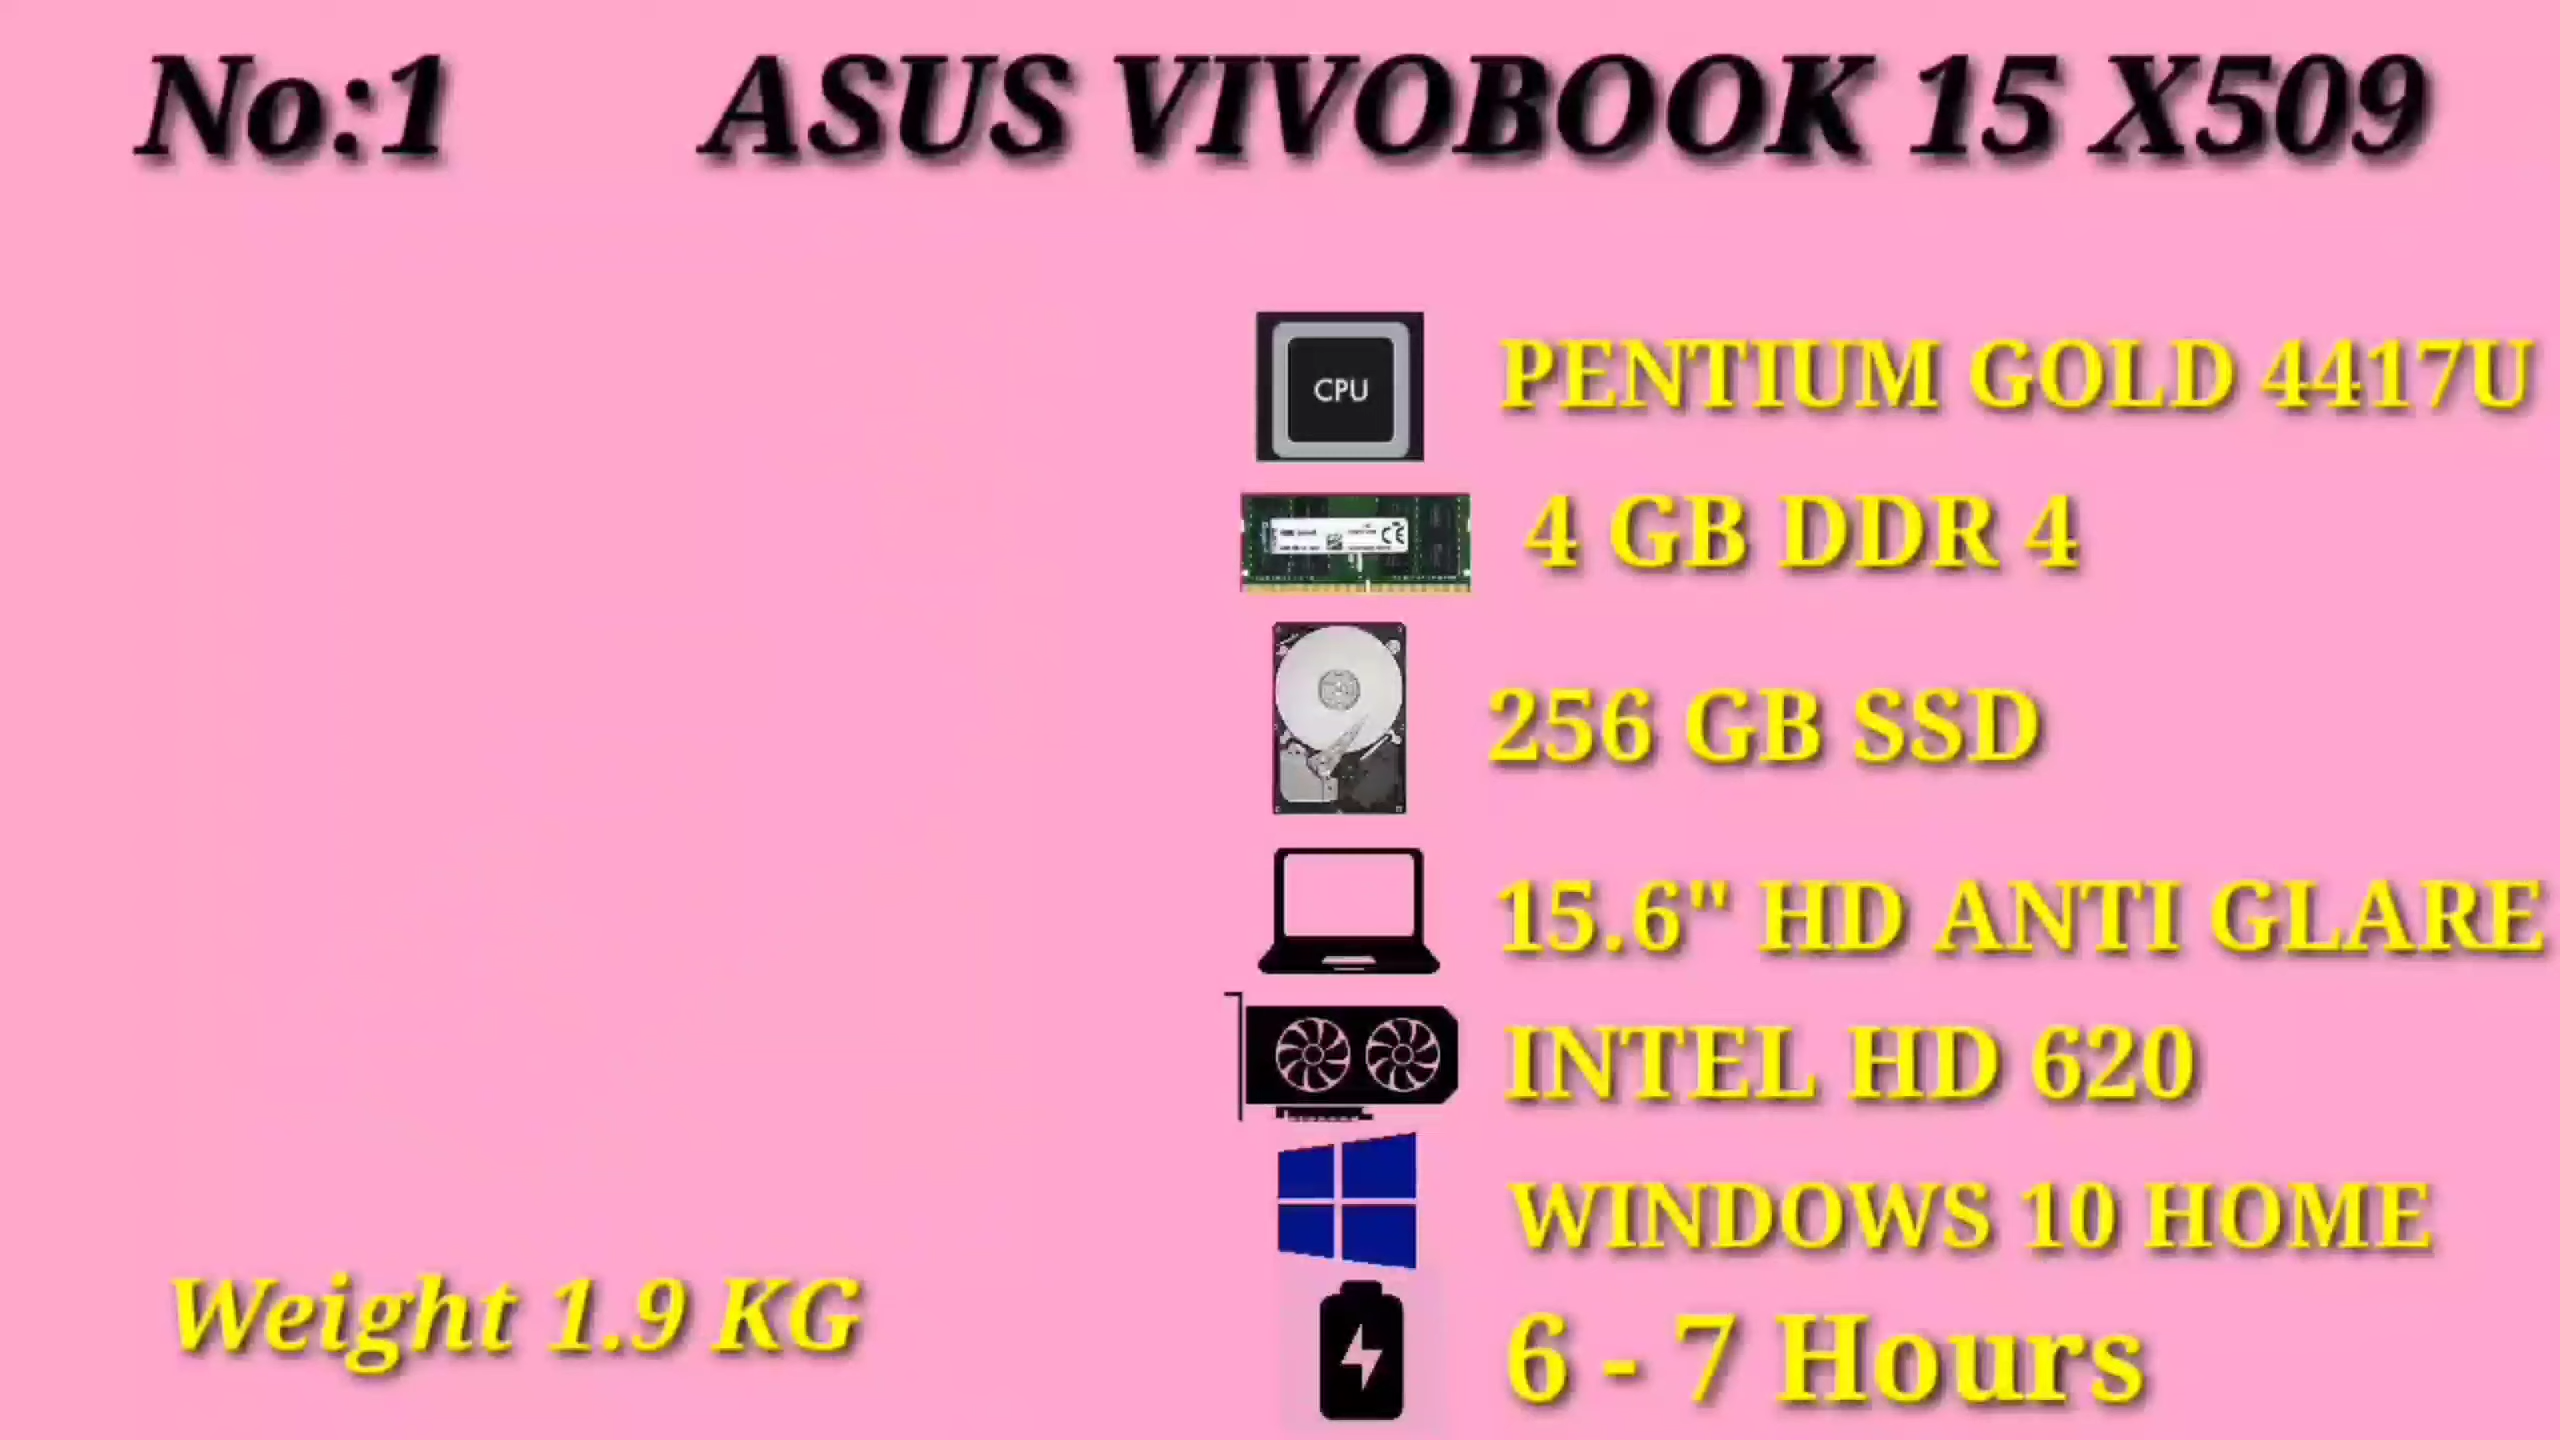 No:1 ASUS VIVOBOOK 15 X509
CPU
PENTIUM GOLD 4417U
4 GB DDR 4
CE
256 GB SSD
15.6" HD ANTI GLARE
INTEL HD 620
WINDOWS 10 HOME
Weight 1.9 KG
6 - 7 Hours